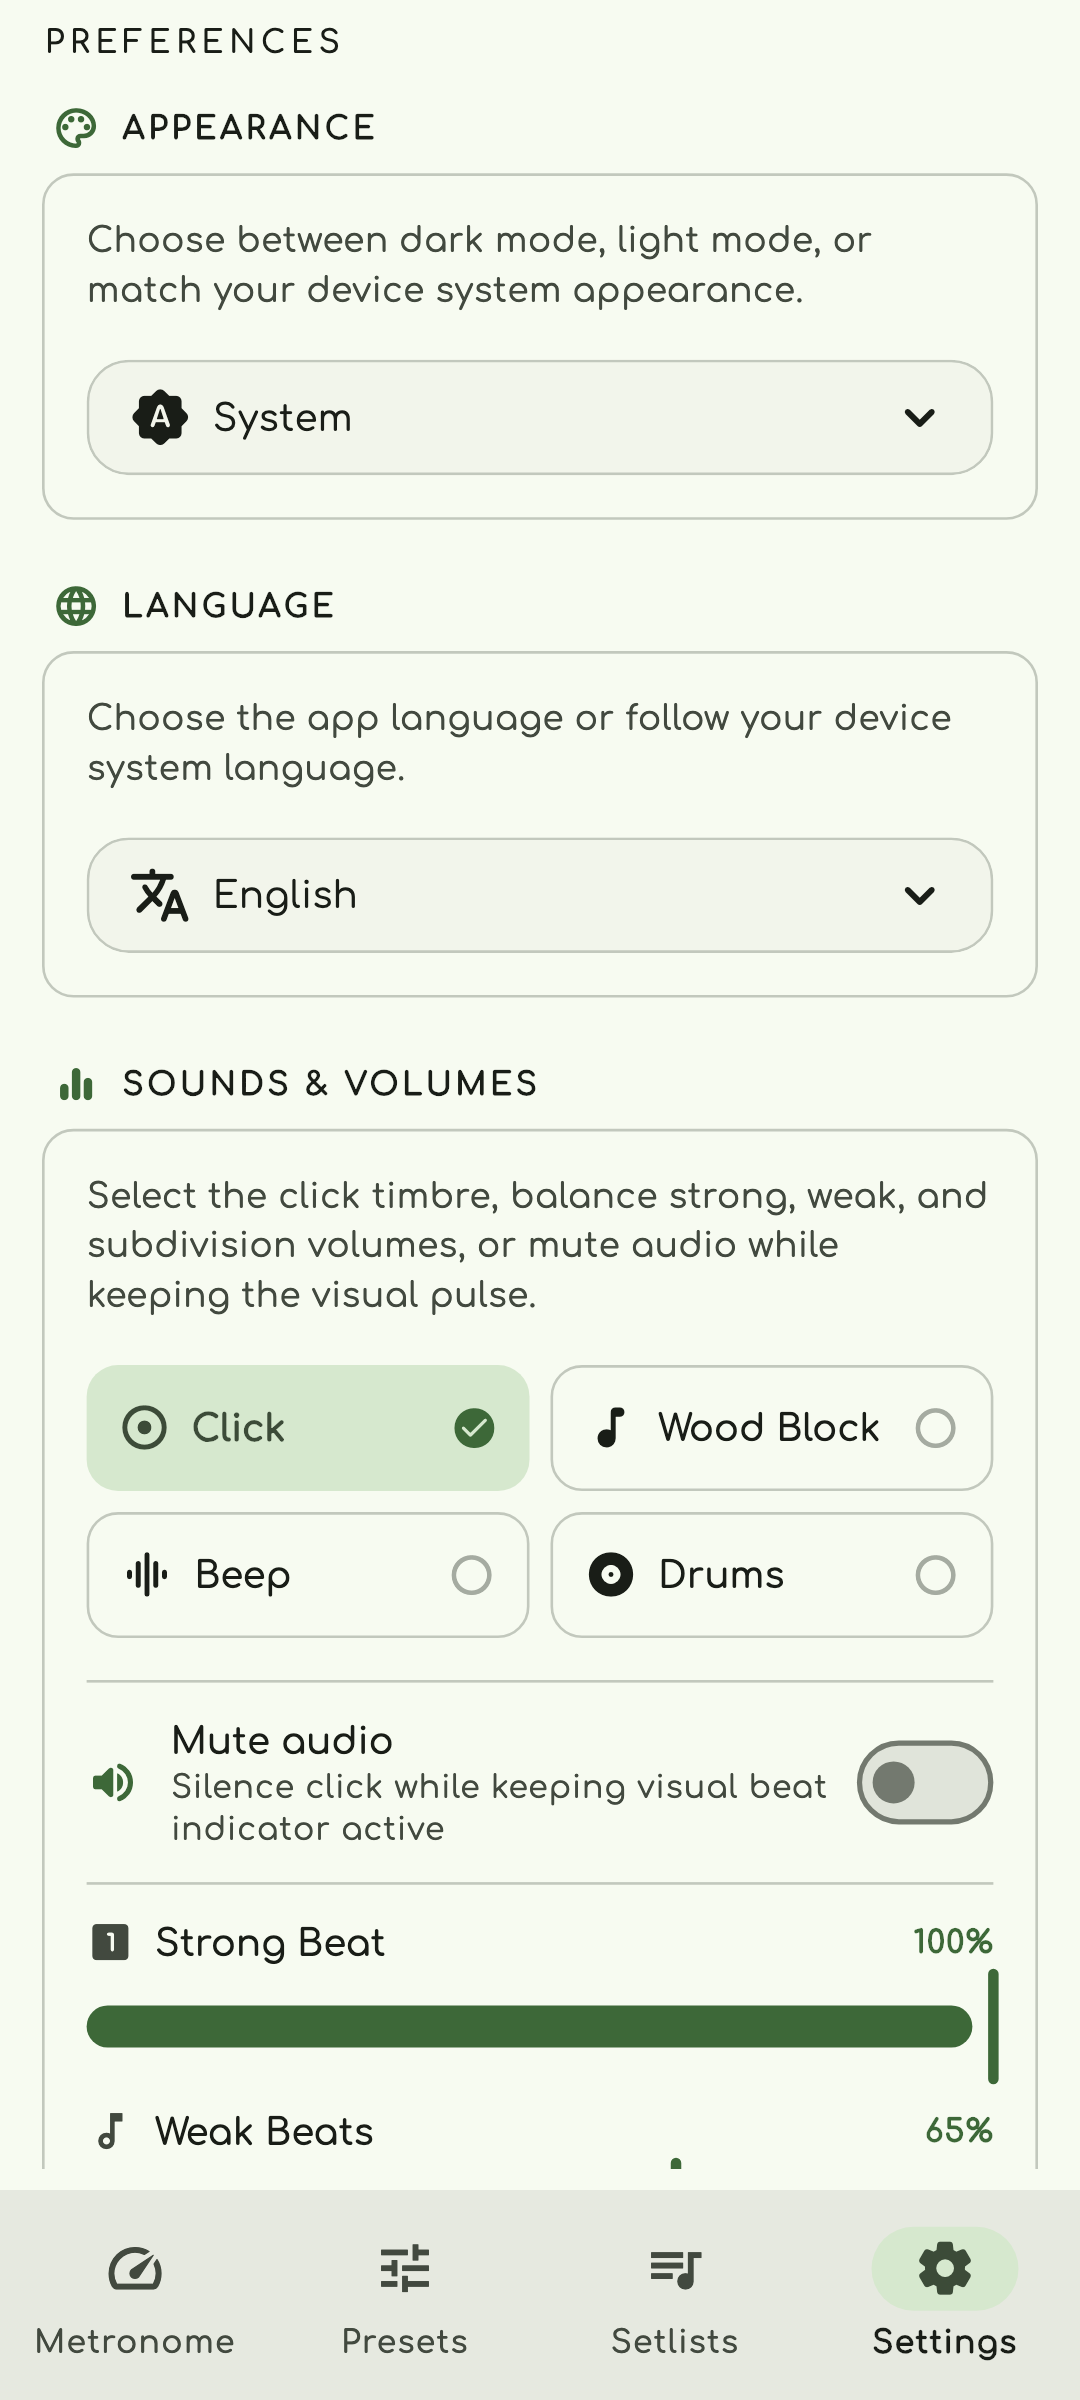 PREFERENCES
APPEARANCE
Choose between dark mode, light mode, or
match your device system appearance.
A System
LANGUAGE
Choose the app language or follow your device
system language.
English
SOUNDS & VOLUMES
Select the click timbre, balance strong, weak, and
subdivision volumes, or mute audio while
keeping the visual pulse.
Click
Wood Block
Beep
Drums
Mute audio
Silence click while keeping visual beat
indicator active
1 Strong Beat 100%
Weak Beats 65%
Metronome Presets Setlists Settings